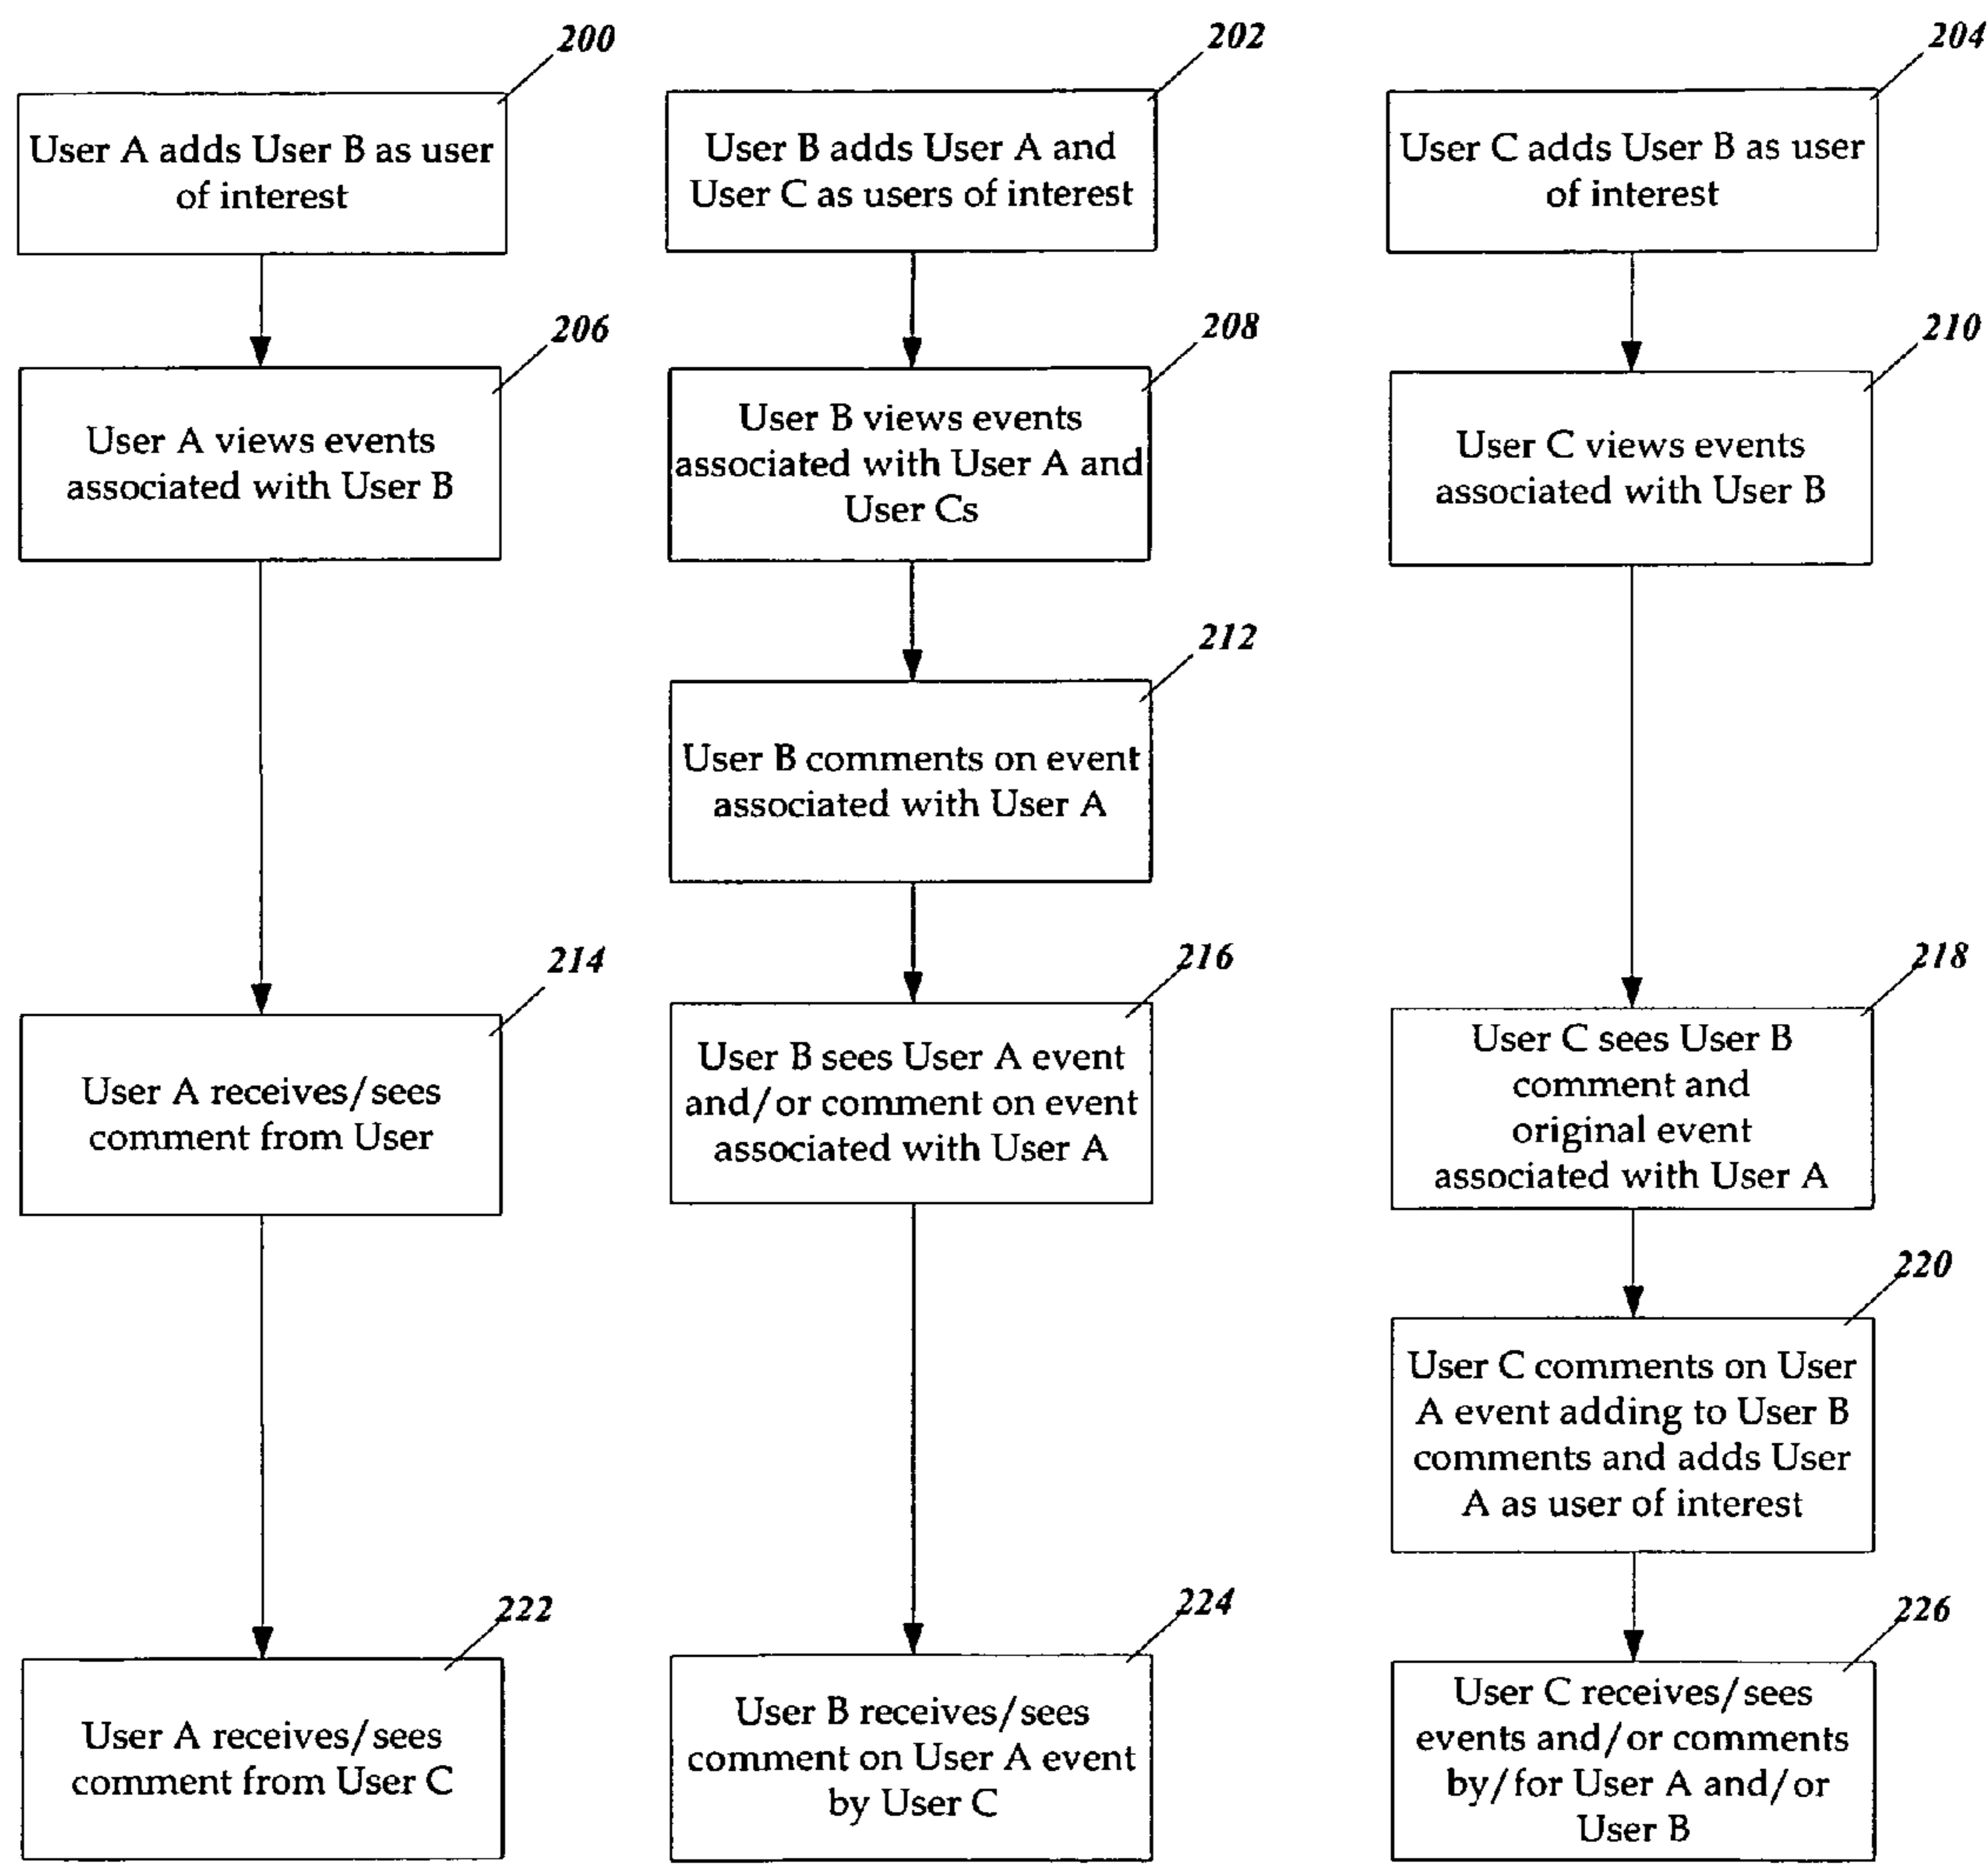 200
202
204
User A adds User B as user
of interest
User B adds User A and
User C as users of interest
User C adds User B as user
of interest
206
208
210
User A views events
associated with User B
User B views events
associated with User A and
User Cs
User C views events
associated with User B
212
User B comments on event
associated with User A
214
216
218
User A receives/sees
comment from User
User B sees User A event
and/or comment on event
associated with User A
User C sees User B
comment and
original event
associated with User A
220
User C comments on User
A event adding to User B
comments and adds User
A as user of interest
222
224
226
User A receives/sees
comment from User C
User B receives/sees
comment on User A event
by User C
User C receives/sees
events and/or comments
by/for User A and/or
User B